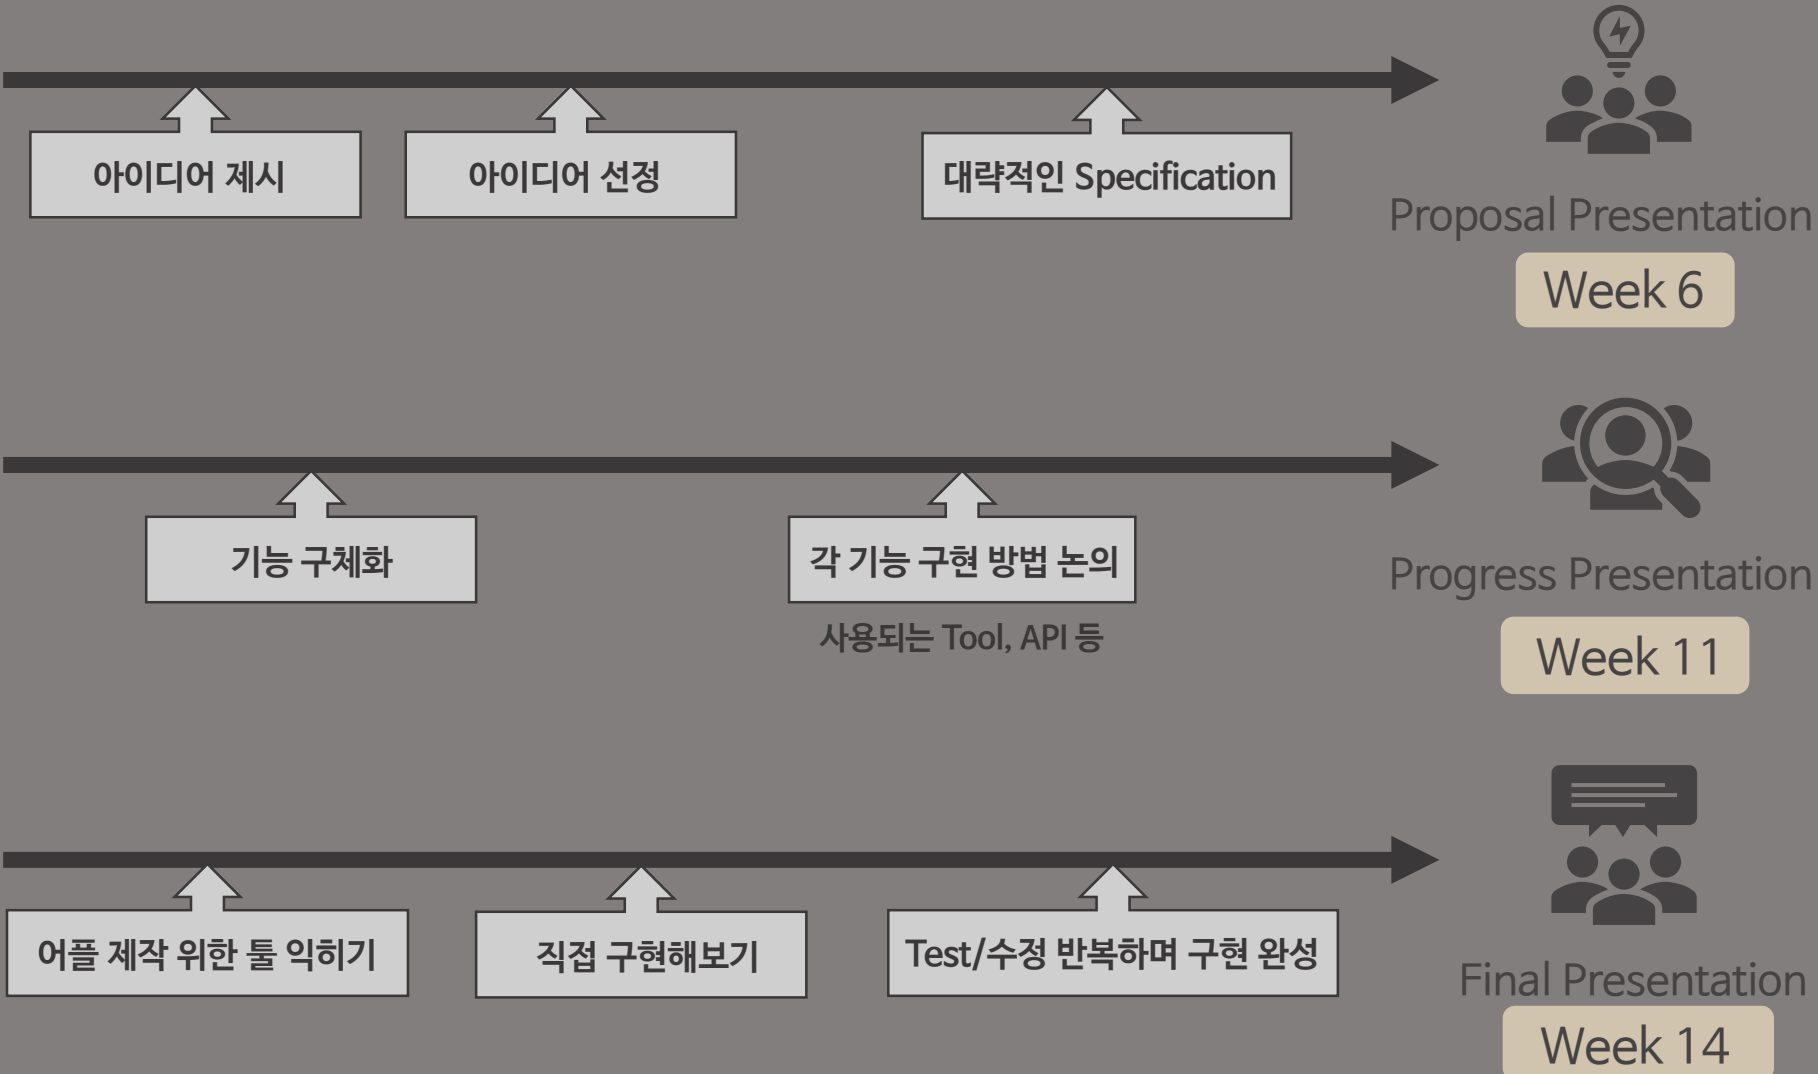 아이디어 제시
아이디어 선정
대략적인 Specification
Proposal Presentation
Week 6
기능 구체화
각 기능 구현 방법 논의
사용되는 Tool, API 등
Progress Presentation
Week 11
어플 제작 위한 툴 익히기
직접 구현해보기
Test/수정 반복하며 구현 완성
Final Presentation
Week 14